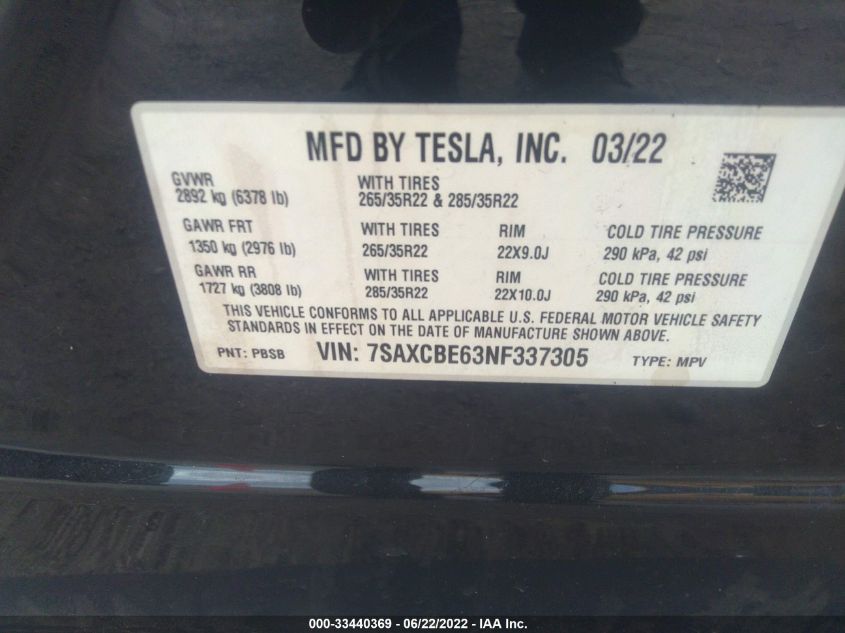 MFD BY TESLA, INC. 03/22
GVWR
2892 kg (6378 lb)
WITH TIRES
265/35R22 & 285/35R22
GAWR FRT
1350 kg (2976 lb)
WITH TIRES
265/35R22
RIM
22X9.0J
COLD TIRE PRESSURE
290 kPa, 42 psi
GAWR RR
1727 kg (3808 lb)
WITH TIRES
285/35R22
RIM
22X10.0J
COLD TIRE PRESSURE
290 kPa, 42 psi
THIS VEHICLE CONFORMS TO ALL APPLICABLE U.S. FEDERAL MOTOR VEHICLE SAFETY
STANDARDS IN EFFECT ON THE DATE OF MANUFACTURE SHOWN ABOVE.
PNT: PBSB VIN: 7SAXCBE63NF337305 TYPE: MPV
000-33440369 - 06/22/2022 - IAA Inc.